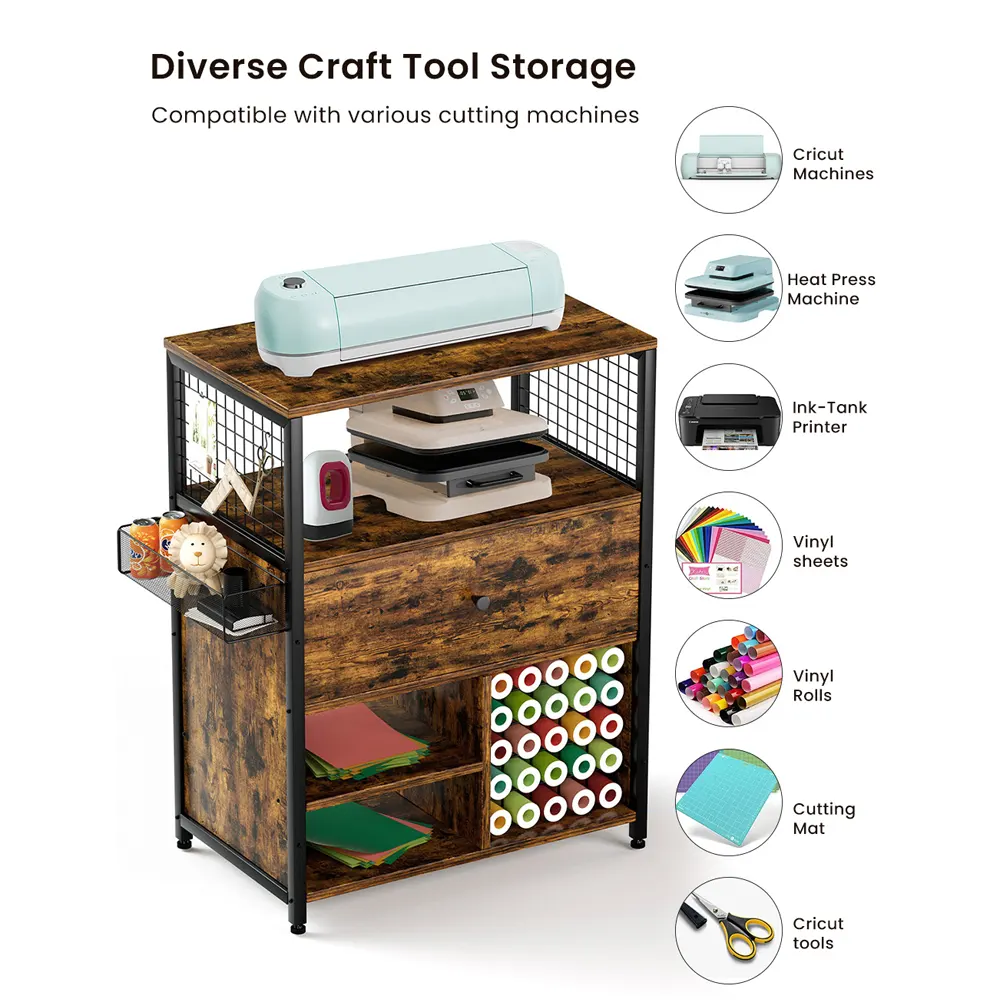 Diverse Craft Tool Storage
Compatible with various cutting machines
Cricut
Machines
Heat Press
Machine
Ink-Tank
Printer
Vinyl
sheets
Vinyl
Rolls
Cutting
Mat
Cricut
tools